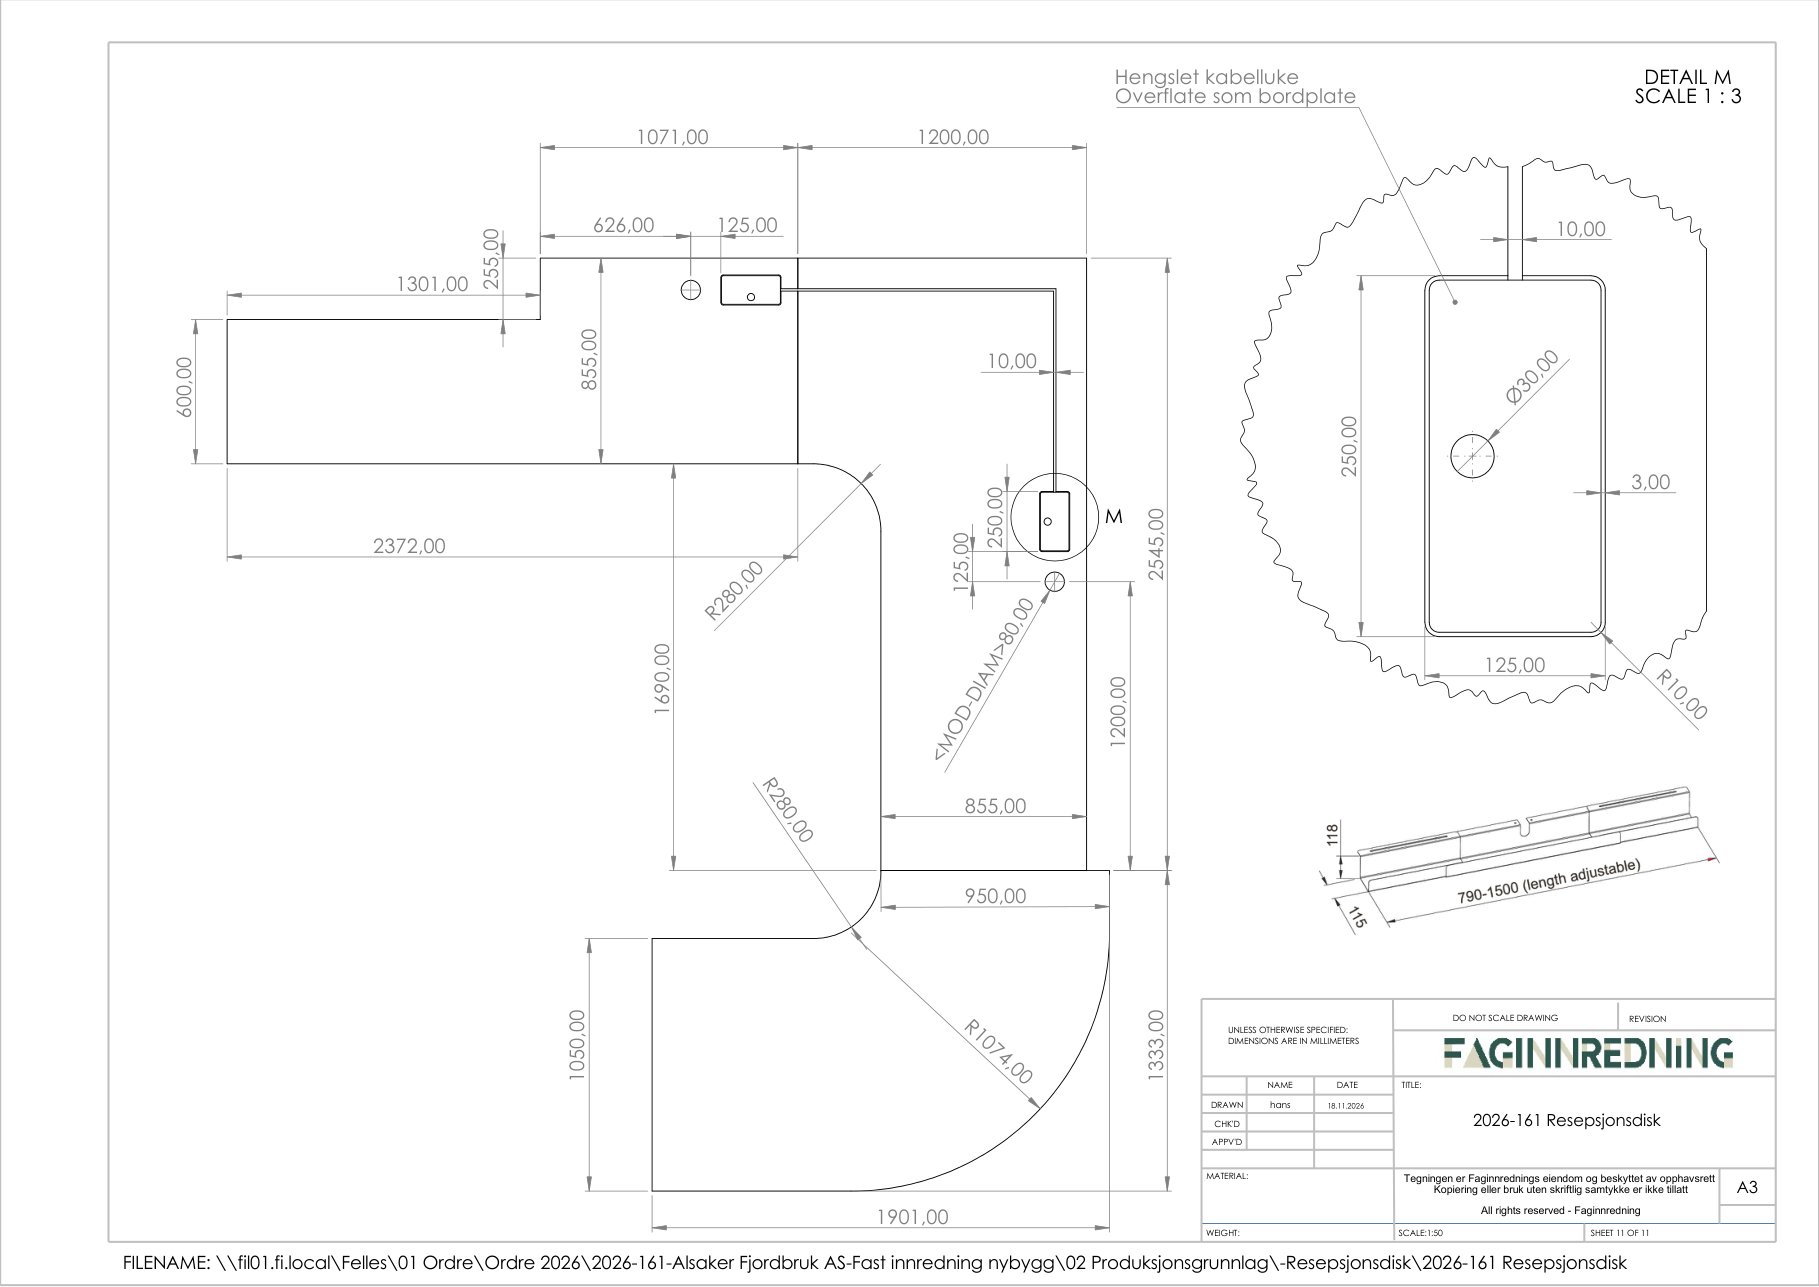 Hengslet kabelluke
Overflate som bordplate
DETAIL M
SCALE 1 : 3
1071,00
1200,00
626,00
125,00
255,00
1301,00
10,00
600,00
855,00
10,00
Ø30,00
250,00
3,00
250,00
M
2372,00
125,00
2545,00
R280,00
<MOD-DIAM>80,00
125,00
R10,00
1690,00
1200,00
R280,00
855,00
118
790-1500 (length adjustable)
115
950,00
1050,00
R1074,00
1333,00
1901,00
UNLESS OTHERWISE SPECIFIED:
DIMENSIONS ARE IN MILLIMETERS
DO NOT SCALE DRAWING
REVISION
FAGINNREDNING
NAME
DATE
TITLE:
DRAWN
hans
18.11.2026
CHK'D
APPV'D
2026-161 Resepsjonsdisk
MATERIAL:
Tegningen er Faginnrednings eiendom og beskyttet av opphavsrett
Kopiering eller bruk uten skriftlig samtykke er ikke tillatt
All rights reserved - Faginnredning
A3
WEIGHT:
SCALE:1:50
SHEET 11 OF 11
FILENAME: \\fil01.fi.local\Felles\01 Ordre\Ordre 2026\2026-161-Alsaker Fjordbruk AS-Fast innredning nybygg\02 Produksjonsgrunnlag\-Resepsjonsdisk\2026-161 Resepsjonsdisk